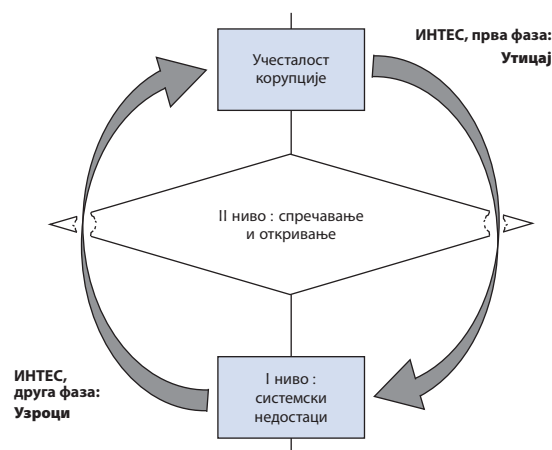 ИНТЕС, прва фаза:
Утицај
Учесталост
корупције
II ниво : спречавање
и откривање
ИНТЕС,
друга фаза:
Узроци
I ниво :
системски
недостаци